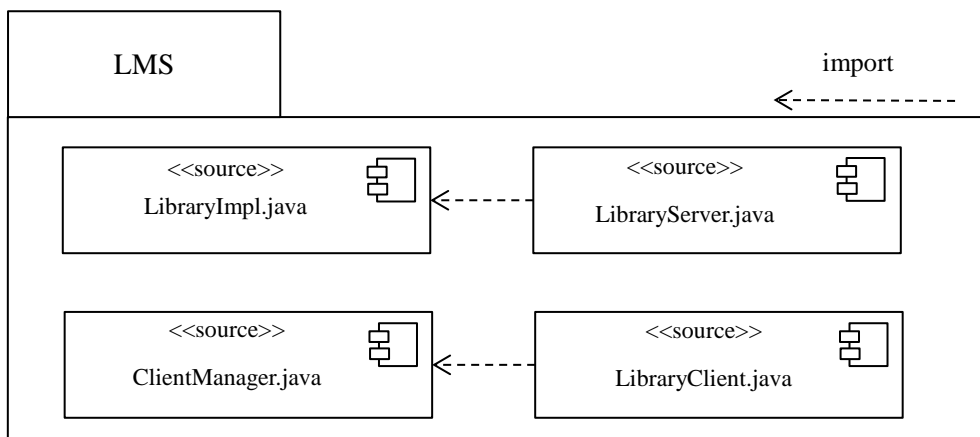 LMS
import
<<source>>
LibraryImpl.java
<<source>>
LibraryServer.java
<<source>>
ClientManager.java
<<source>>
LibraryClient.java